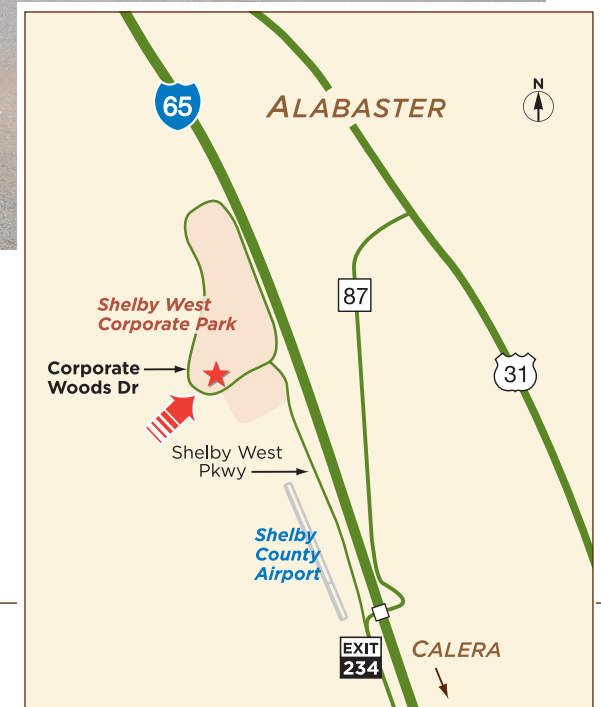 65
ALABASTER
N
87
Shelby West
Corporate Park
31
Corporate
Woods Dr
Shelby West
Pkwy
Shelby
County
Airport
EXIT
234
CALERA